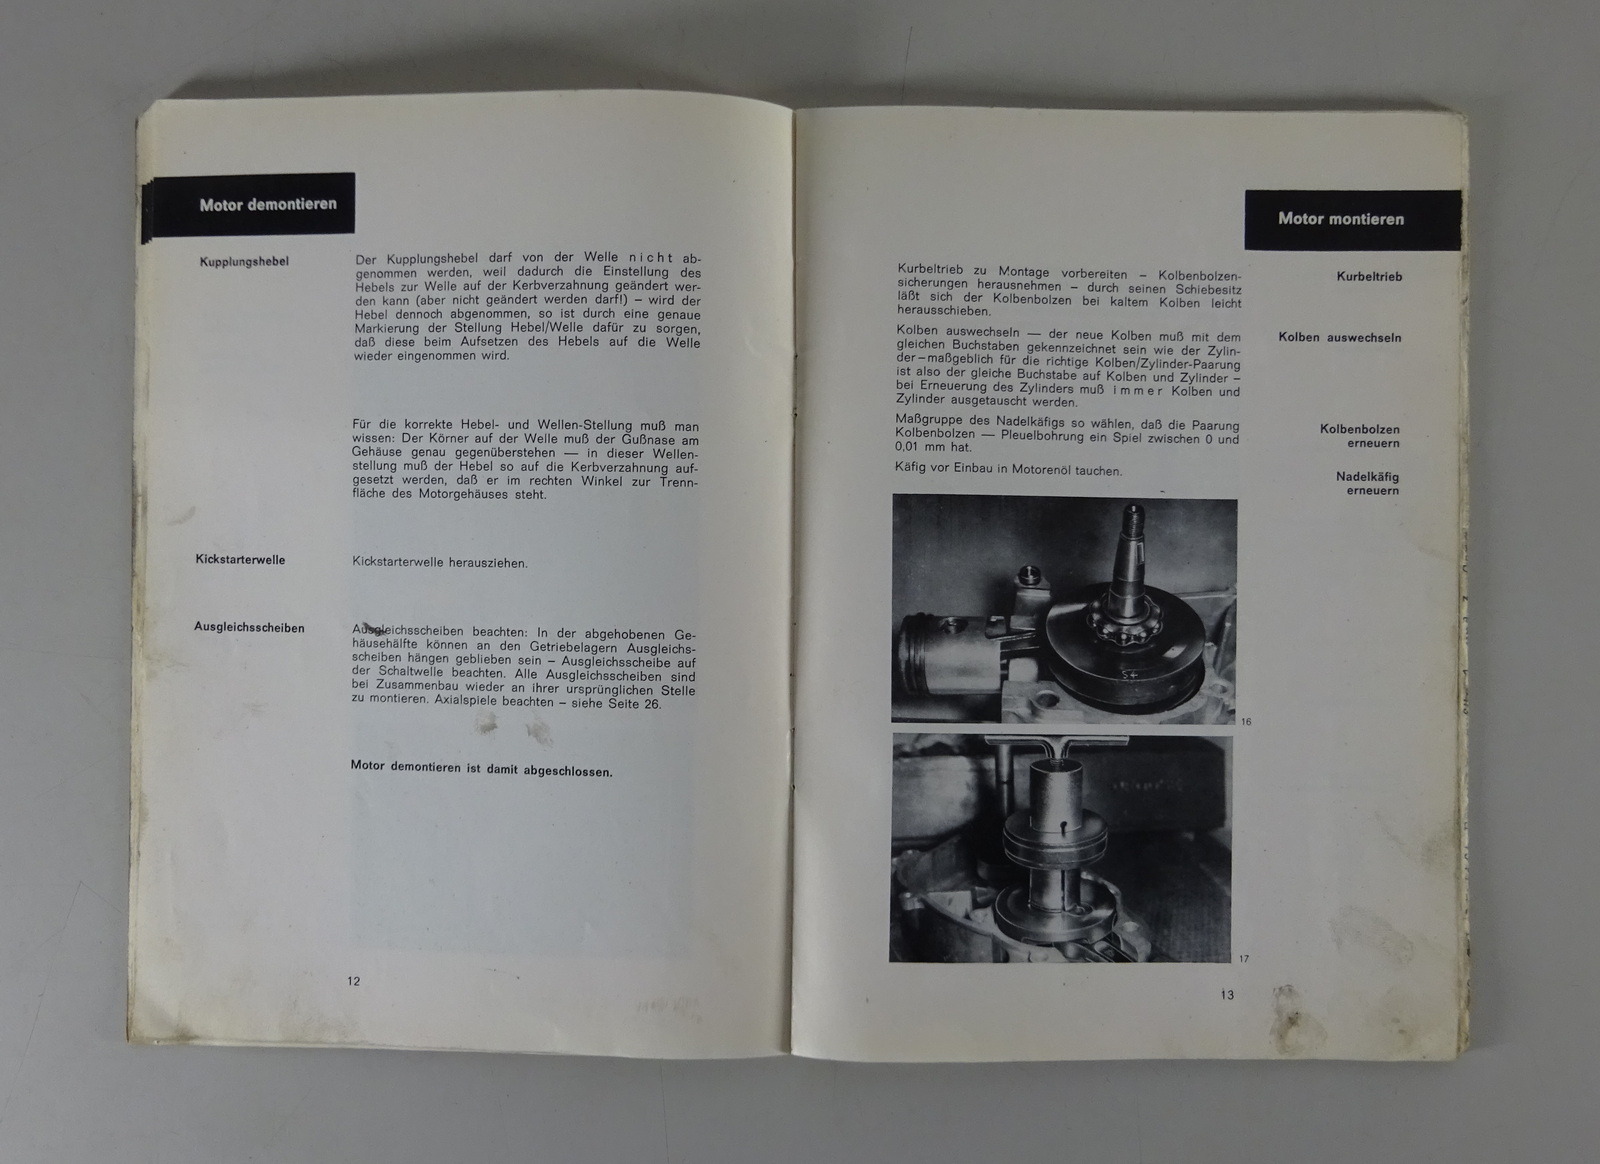 Motor demontieren
Kupplungshebel
Der Kupplungshebel darf von der Welle nicht ab-
genommen werden, weil dadurch die Einstellung des
Hebels zur Welle auf der Kerbverzahnung geändert wer-
den kann (aber nicht geändert werden darf!) – wird der
Hebel dennoch abgenommen, so ist durch eine genaue
Markierung der Stellung Hebel/Welle dafür zu sorgen,
daß diese beim Aufsetzen des Hebels auf die Welle
wieder eingenommen wird.
Für die korrekte Hebel- und Wellen-Stellung muß man
wissen: Der Körner auf der Welle muß der Gußnase am
Gehäuse genau gegenüberstehen — in dieser Wellen-
stellung muß der Hebel so auf die Kerbverzahnung auf-
gesetzt werden, daß er im rechten Winkel zur Trenn-
fläche des Motorgehäuses steht.
Kickstarterwelle
Kickstarterwelle herausziehen.
Ausgleichsscheiben
Ausgleichsscheiben beachten: In der abgehobenen Ge-
häusehälfte können an den Getriebelagern Ausgleichs-
scheiben hängen geblieben sein – Ausgleichsscheibe auf
der Schaltwelle beachten. Alle Ausgleichsscheiben sind
bei Zusammenbau wieder an ihrer ursprünglichen Stelle
zu montieren. Axialspiele beachten – siehe Seite 26.
Motor demontieren ist damit abgeschlossen.
12
Motor montieren
Kurbeltrieb zu Montage vorbereiten – Kolbenbolzen-
sicherungen herausnehmen – durch seinen Schiebesitz
läßt sich der Kolbenbolzen bei kaltem Kolben leicht
herausschieben.
Kurbeltrieb
Kolben auswechseln — der neue Kolben muß mit dem
gleichen Buchstaben gekennzeichnet sein wie der Zylin-
der – maßgeblich für die richtige Kolben/Zylinder-Paarung
ist also der gleiche Buchstabe auf Kolben und Zylinder –
bei Erneuerung des Zylinders muß immer Kolben und
Zylinder ausgetauscht werden.
Kolben auswechseln
Maßgruppe des Nadelkäfigs so wählen, daß die Paarung
Kolbenbolzen — Pleuelbohrung ein Spiel zwischen 0 und
0,01 mm hat.
Kolbenbolzen
erneuern
Käfig vor Einbau in Motorenöl tauchen.
Nadelkäfig
erneuern
54
16
17
13